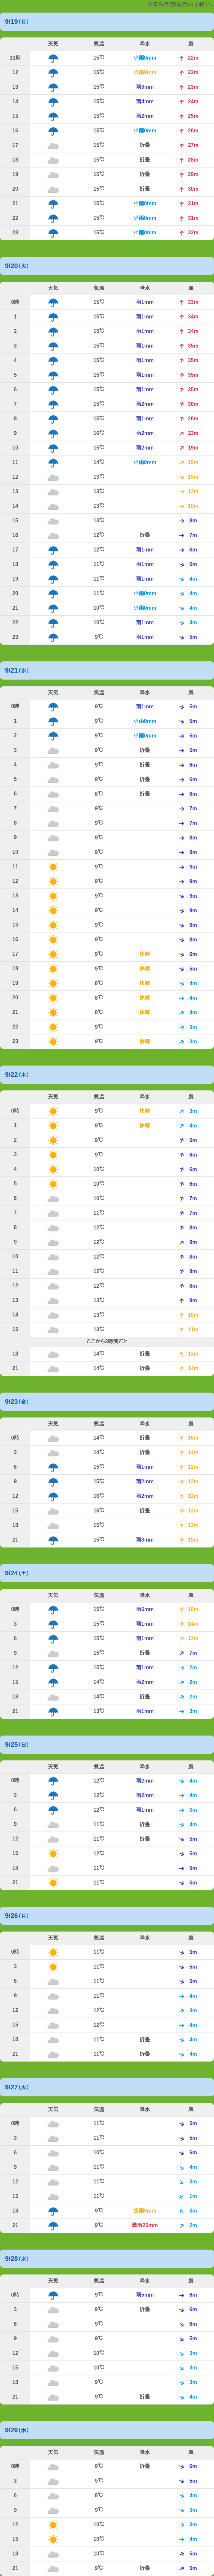 9/19(月)
天気 気温 降水 風
11時 15℃ 小雨0mm 22m
12 15℃ 強雨9mm 22m
13 15℃ 雨3mm 23m
14 15℃ 雨4mm 24m
15 15℃ 雨2mm 25m
16 15℃ 小雨0mm 26m
17 15℃ 折畳 27m
18 15℃ 折畳 28m
19 15℃ 折畳 29m
20 15℃ 折畳 30m
21 15℃ 小雨0mm 31m
22 15℃ 小雨0mm 31m
23 15℃ 小雨0mm 32m
9/20(火)
天気 気温 降水 風
0時 15℃ 雨1mm 33m
1 15℃ 雨1mm 34m
2 15℃ 雨1mm 34m
3 15℃ 雨1mm 35m
4 15℃ 雨1mm 35m
5 15℃ 雨1mm 35m
6 15℃ 雨1mm 35m
7 15℃ 雨2mm 30m
8 15℃ 雨1mm 26m
9 16℃ 雨2mm 23m
10 15℃ 雨2mm 19m
11 14℃ 小雨0mm 15m
12 13℃ 15m
13 13℃ 12m
14 13℃ 10m
15 13℃ 8m
16 12℃ 折畳 7m
17 12℃ 雨1mm 6m
18 11℃ 雨1mm 5m
19 11℃ 雨1mm 4m
20 11℃ 小雨0mm 4m
21 10℃ 小雨0mm 4m
22 10℃ 雨1mm 4m
23 9℃ 雨1mm 5m
9/21(水)
天気 気温 降水 風
0時 9℃ 雨1mm 5m
1 9℃ 小雨0mm 5m
2 9℃ 小雨0mm 5m
3 9℃ 折畳 5m
4 9℃ 折畳 6m
5 9℃ 折畳 6m
6 8℃ 折畳 6m
7 9℃ 7m
8 9℃ 7m
9 9℃ 8m
10 9℃ 8m
11 9℃ 9m
12 9℃ 9m
13 9℃ 9m
14 9℃ 9m
15 9℃ 9m
16 9℃ 8m
17 9℃ 快晴 6m
18 9℃ 快晴 5m
19 8℃ 快晴 4m
20 8℃ 快晴 4m
21 8℃ 快晴 4m
22 9℃ 快晴 3m
23 9℃ 快晴 3m
9/22(木)
天気 気温 降水 風
0時 9℃ 快晴 3m
1 9℃ 快晴 4m
2 9℃ 5m
3 9℃ 6m
4 10℃ 6m
5 10℃ 6m
6 10℃ 7m
7 11℃ 7m
8 12℃ 8m
9 12℃ 9m
10 12℃ 8m
11 12℃ 8m
12 12℃ 8m
13 13℃ 9m
14 13℃ 10m
15 13℃ 11m
ここから3時間ごと
18 14℃ 折畳 12m
21 14℃ 折畳 14m
9/23(金)
天気 気温 降水 風
0時 14℃ 折畳 16m
3 14℃ 折畳 14m
6 15℃ 雨1mm 12m
9 15℃ 雨2mm 12m
12 16℃ 雨2mm 12m
15 16℃ 折畳 13m
18 15℃ 13m
21 15℃ 雨3mm 15m
9/24(土)
天気 気温 降水 風
0時 15℃ 雨5mm 16m
3 15℃ 雨1mm 14m
6 15℃ 雨1mm 12m
9 15℃ 折畳 7m
12 15℃ 雨1mm 2m
15 14℃ 雨2mm 2m
18 14℃ 折畳 2m
21 13℃ 雨1mm 3m
9/25(日)
天気 気温 降水 風
0時 12℃ 雨2mm 4m
3 12℃ 雨2mm 4m
6 12℃ 雨1mm 3m
9 11℃ 折畳 4m
12 11℃ 折畳 5m
15 12℃ 5m
18 11℃ 5m
21 11℃ 5m
9/26(月)
天気 気温 降水 風
0時 11℃ 5m
3 11℃ 5m
6 11℃ 5m
9 11℃ 4m
12 12℃ 3m
15 12℃ 4m
18 11℃ 折畳 4m
21 11℃ 折畳 4m
9/27(火)
天気 気温 降水 風
0時 11℃ 5m
3 11℃ 5m
6 10℃ 6m
9 11℃ 4m
12 11℃ 3m
15 11℃ 1m
18 9℃ 強雨9mm 3m
21 9℃ 激雨25mm 2m
9/28(水)
天気 気温 降水 風
0時 9℃ 雨5mm 6m
3 9℃ 折畳 6m
6 9℃ 6m
9 9℃ 5m
12 10℃ 3m
15 10℃ 3m
18 9℃ 3m
21 9℃ 折畳 4m
9/29(木)
天気 気温 降水 風
0時 9℃ 折畳 6m
3 9℃ 5m
6 8℃ 4m
9 9℃ 3m
12 10℃ 3m
15 10℃ 4m
18 10℃ 5m
21 9℃ 折畳 5m